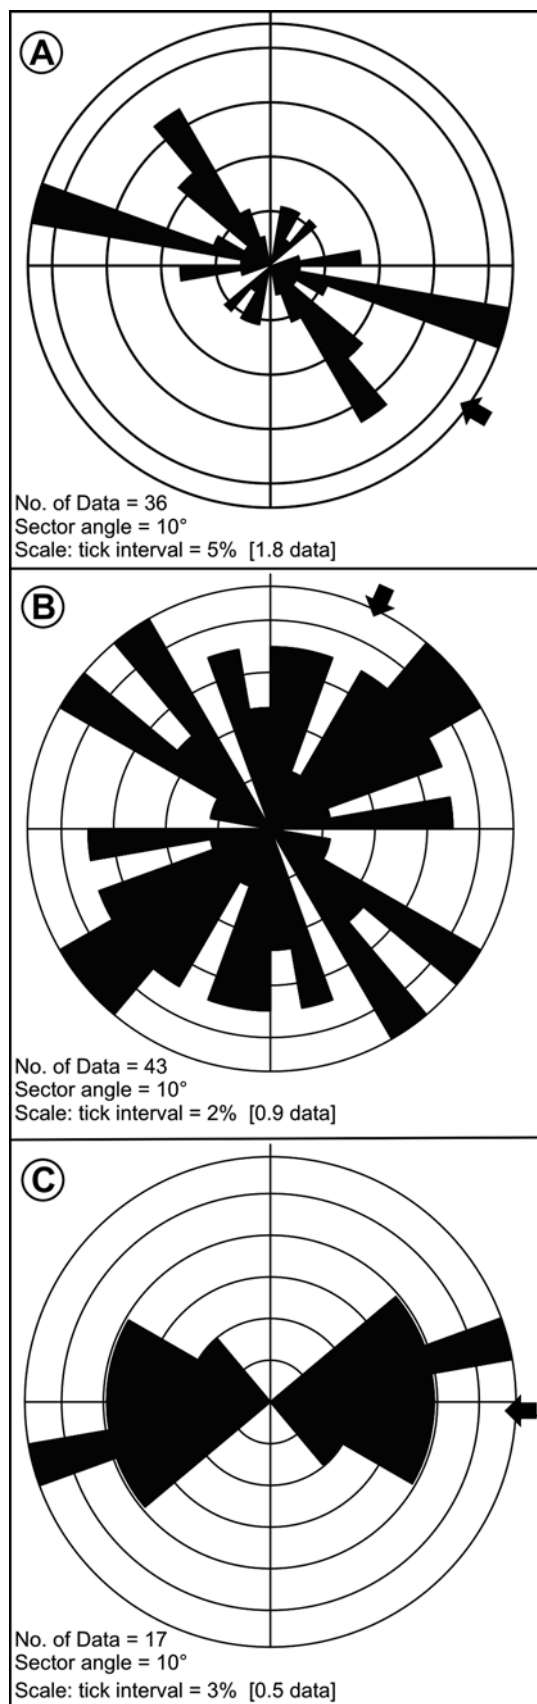 A
No. of Data = 36
Sector angle = 10°
Scale: tick interval = 5% [1.8 data]
B
No. of Data = 43
Sector angle = 10°
Scale: tick interval = 2% [0.9 data]
C
No. of Data = 17
Sector angle = 10°
Scale: tick interval = 3% [0.5 data]